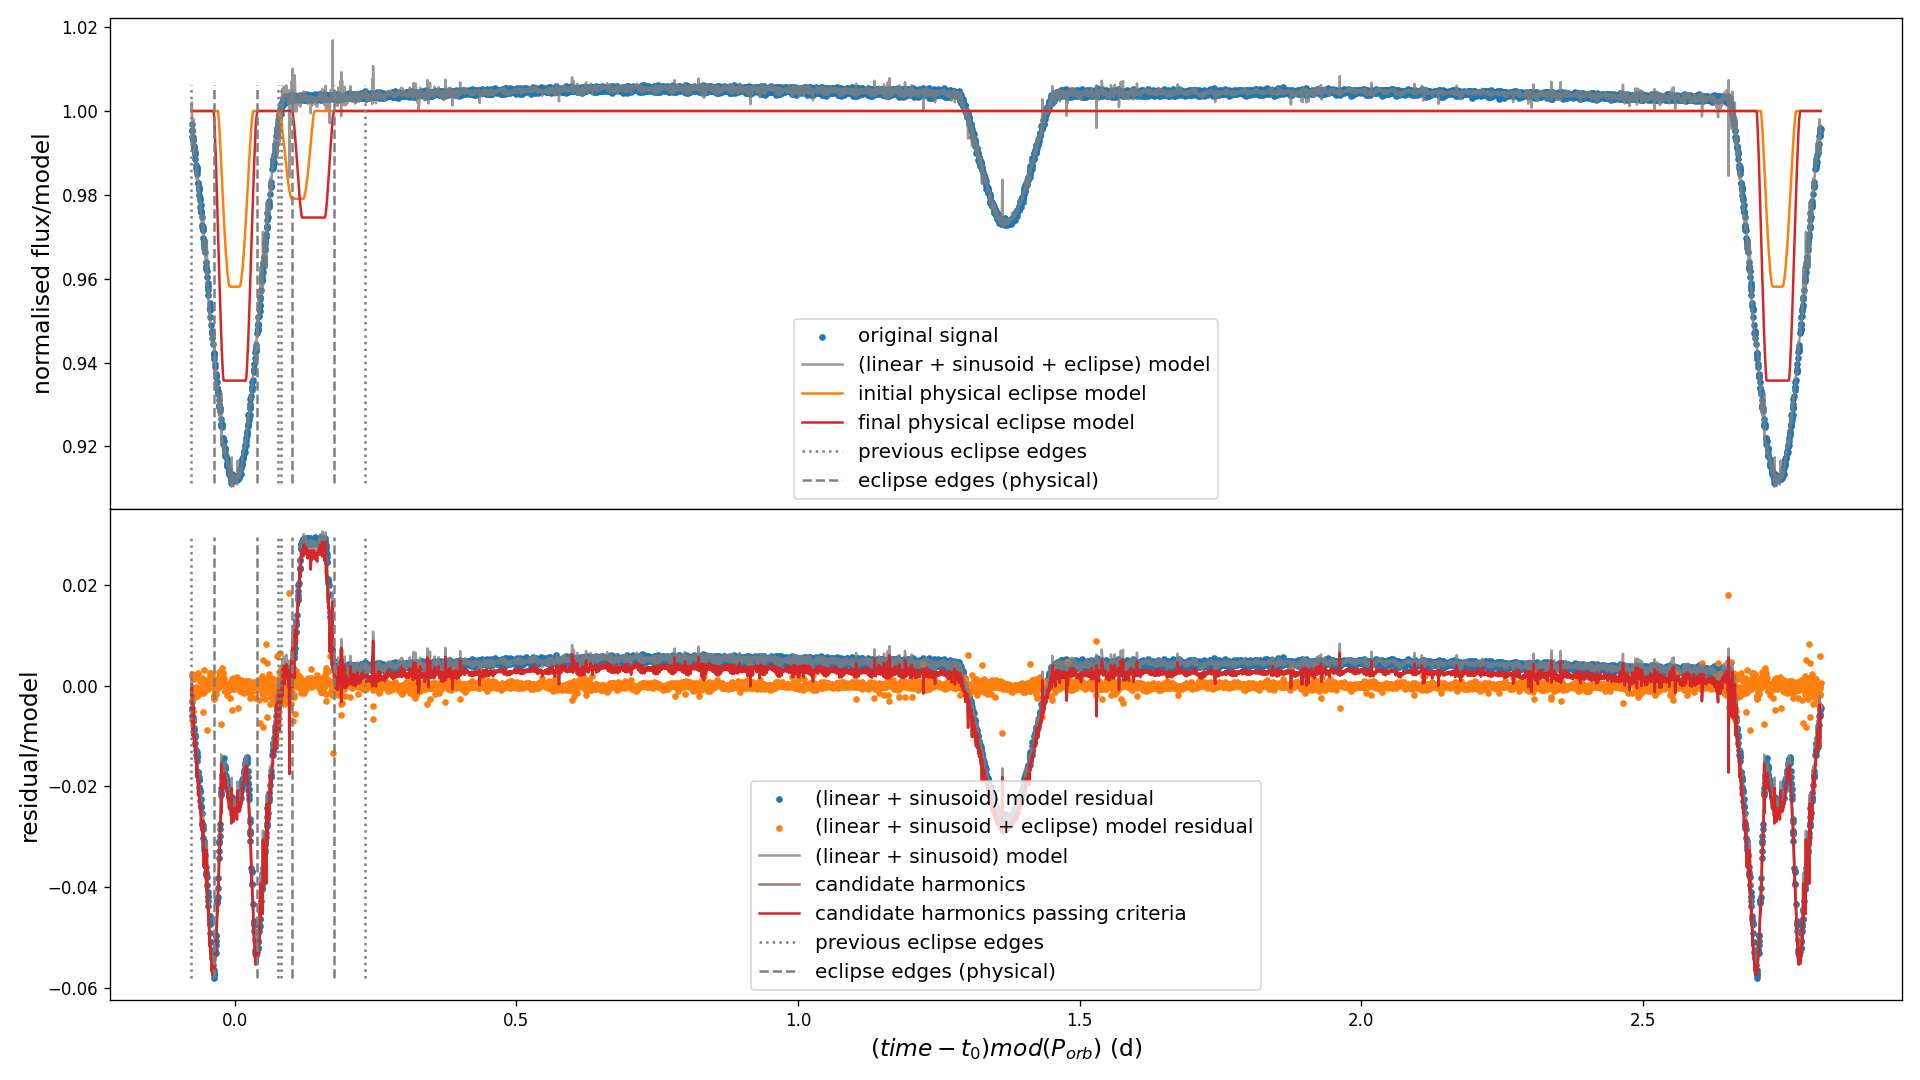 1.02
1.00
0.98
0.96
0.94
0.92
normalised flux/model
original signal
(linear + sinusoid + eclipse) model
initial physical eclipse model
final physical eclipse model
previous eclipse edges
eclipse edges (physical)
0.02
0.00
−0.02
−0.04
−0.06
residual/model
(linear + sinusoid) model residual
(linear + sinusoid + eclipse) model residual
(linear + sinusoid) model
candidate harmonics
candidate harmonics passing criteria
previous eclipse edges
eclipse edges (physical)
0.0 0.5 1.0 1.5 2.0 2.5
(time − t₀)mod(P_{orb}) (d)